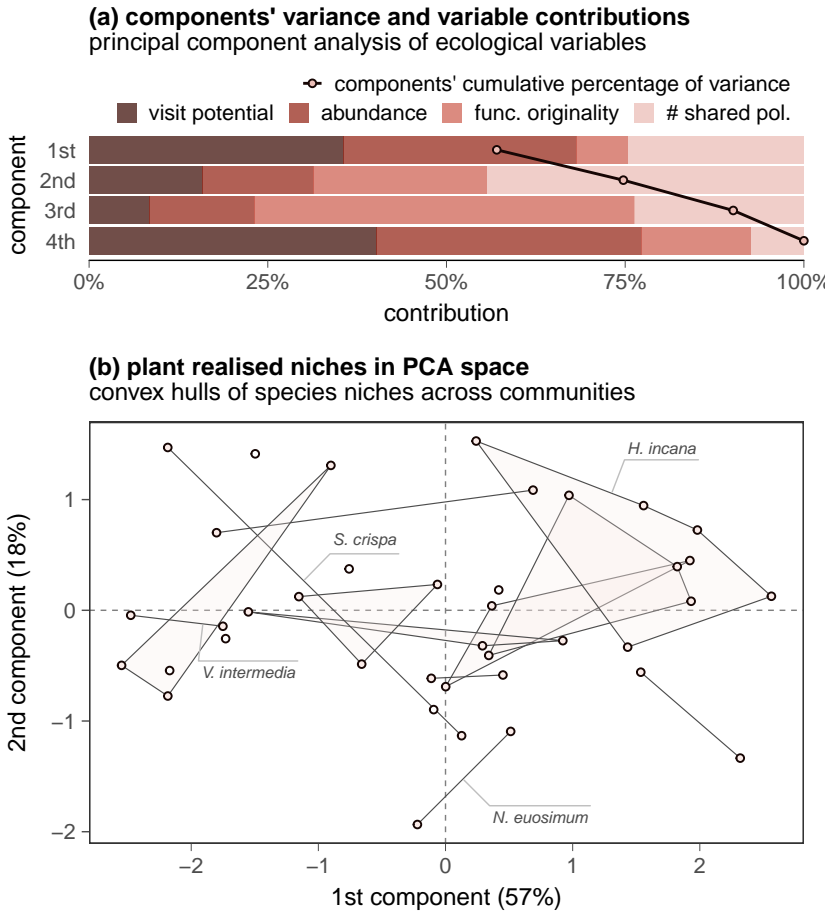 (a) components' variance and variable contributions
principal component analysis of ecological variables
components' cumulative percentage of variance
visit potential abundance func. originality # shared pol.
component
1st
2nd
3rd
4th
0% 25% 50% 75% 100%
contribution
(b) plant realised niches in PCA space
convex hulls of species niches across communities
H. incana
S. crispa
V. intermedia
N. euosimum
2nd component (18%)
1
0
−1
−2
−2 −1 0 1 2
1st component (57%)